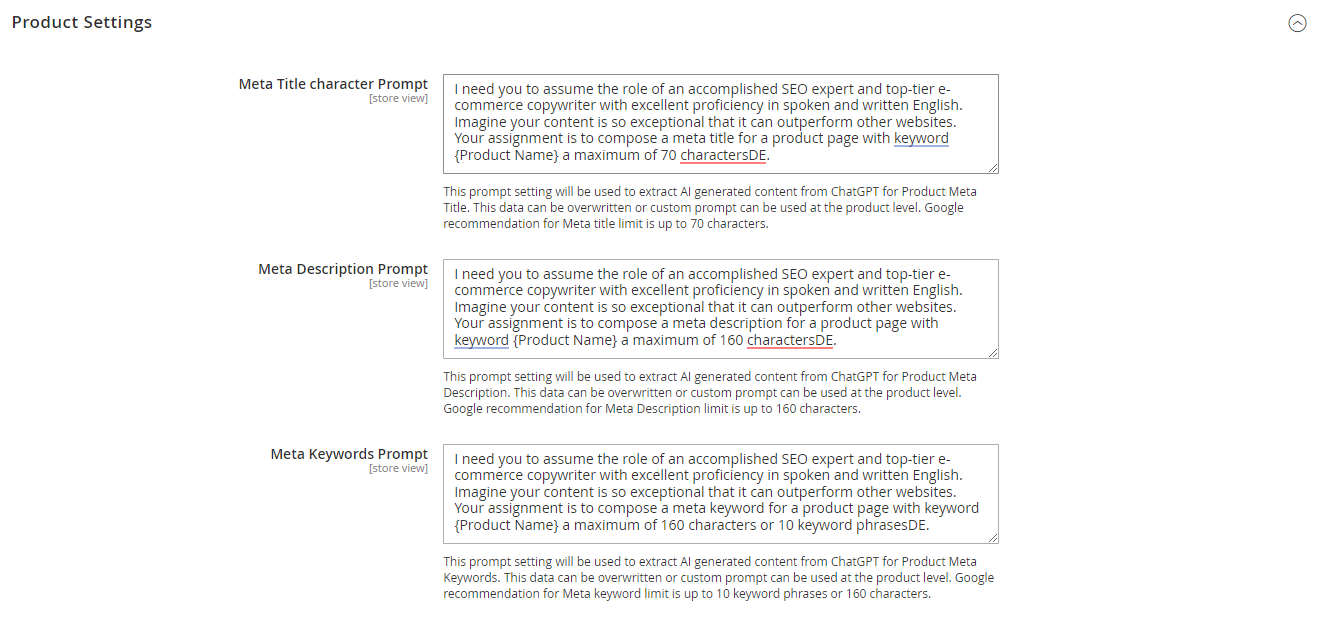 Product Settings
Meta Title character Prompt
[store view]
I need you to assume the role of an accomplished SEO expert and top-tier e-
commerce copywriter with excellent proficiency in spoken and written English.
Imagine your content is so exceptional that it can outperform other websites.
Your assignment is to compose a meta title for a product page with keyword
{Product Name} a maximum of 70 charactersDE.
This prompt setting will be used to extract AI generated content from ChatGPT for Product Meta
Title. This data can be overwritten or custom prompt can be used at the product level. Google
recommendation for Meta title limit is up to 70 characters.
Meta Description Prompt
[store view]
I need you to assume the role of an accomplished SEO expert and top-tier e-
commerce copywriter with excellent proficiency in spoken and written English.
Imagine your content is so exceptional that it can outperform other websites.
Your assignment is to compose a meta description for a product page with
keyword {Product Name} a maximum of 160 charactersDE.
This prompt setting will be used to extract AI generated content from ChatGPT for Product Meta
Description. This data can be overwritten or custom prompt can be used at the product level.
Google recommendation for Meta Description limit is up to 160 characters.
Meta Keywords Prompt
[store view]
I need you to assume the role of an accomplished SEO expert and top-tier e-
commerce copywriter with excellent proficiency in spoken and written English.
Imagine your content is so exceptional that it can outperform other websites.
Your assignment is to compose a meta keyword for a product page with keyword
{Product Name} a maximum of 160 characters or 10 keyword phrasesDE.
This prompt setting will be used to extract AI generated content from ChatGPT for Product Meta
Keywords. This data can be overwritten or custom prompt can be used at the product level. Google
recommendation for Meta keyword limit is up to 10 keyword phrases or 160 characters.